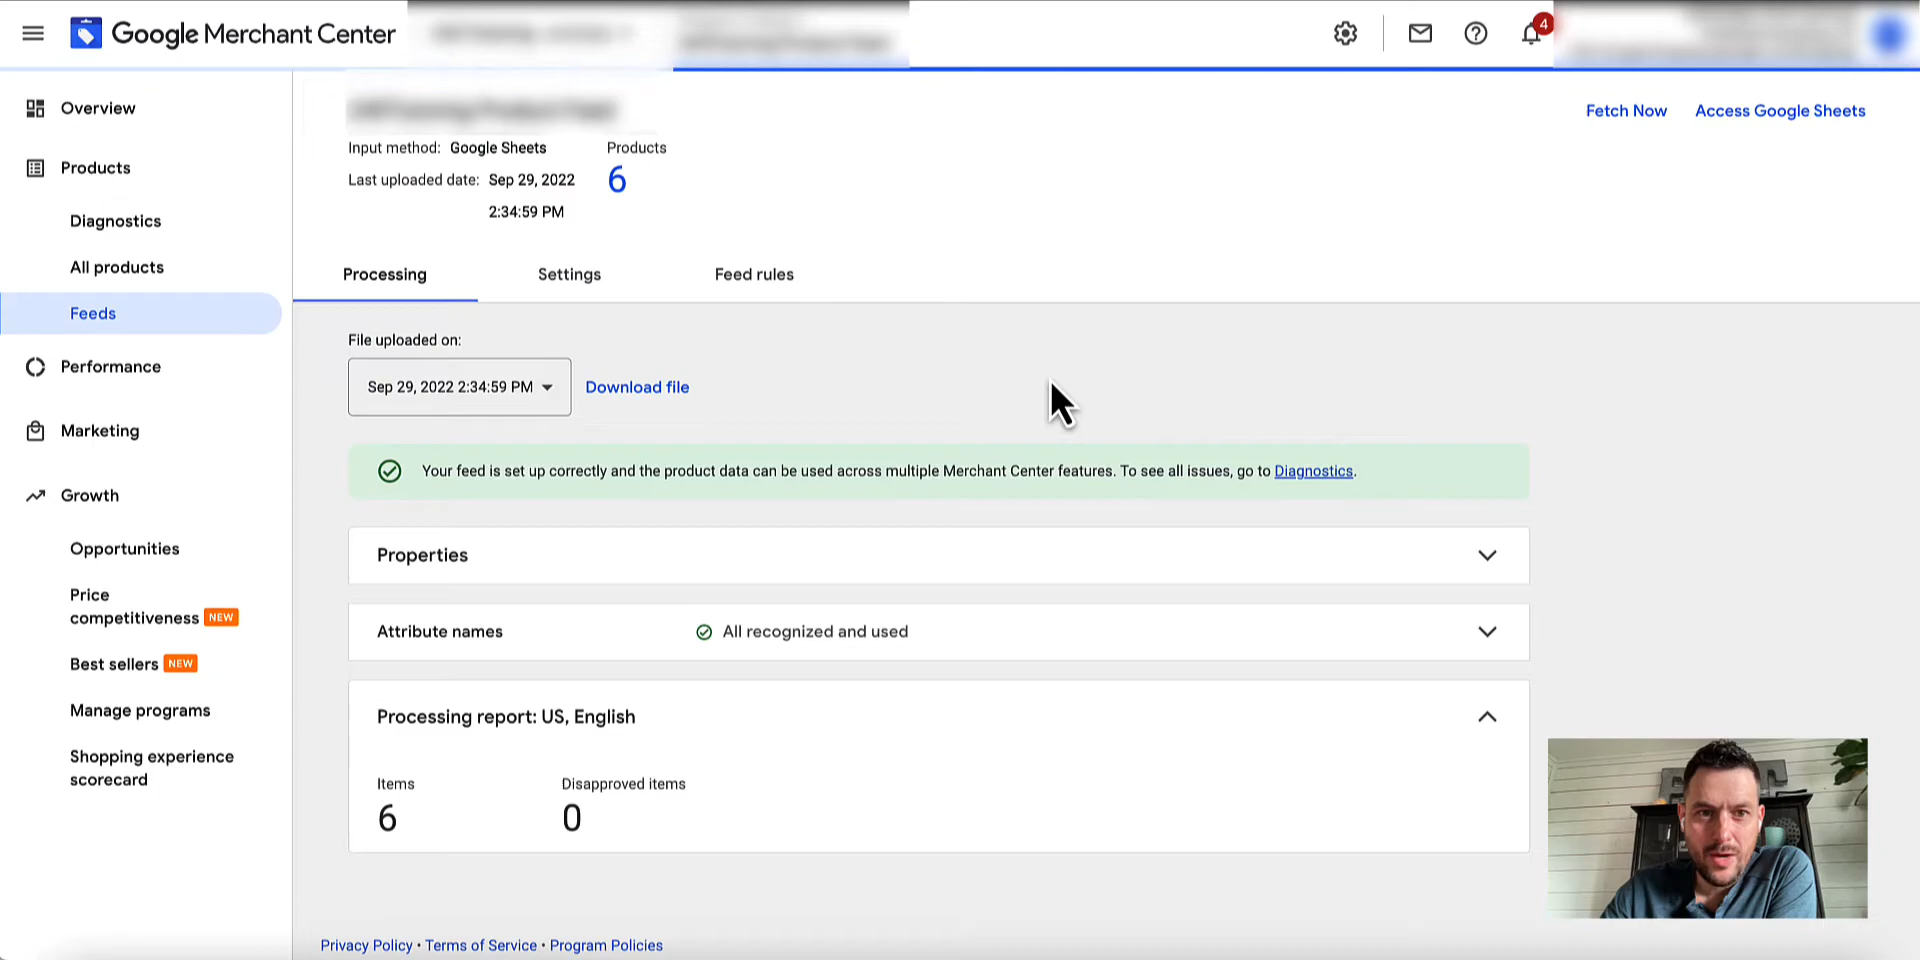 Google Merchant Center
4
Overview
Products
Diagnostics
All products
Feeds
Performance
Marketing
Growth
Opportunities
Price
competitiveness NEW
Best sellers NEW
Manage programs
Shopping experience
scorecard
Fetch Now Access Google Sheets
Input method: Google Sheets
Last uploaded date: Sep 29, 2022
2:34:59 PM
Products
6
Processing Settings Feed rules
File uploaded on:
Sep 29, 2022 2:34:59 PM Download file
Your feed is set up correctly and the product data can be used across multiple Merchant Center features. To see all issues, go to Diagnostics.
Properties
Attribute names All recognized and used
Processing report: US, English
Items Disapproved items
6 0
Privacy Policy • Terms of Service • Program Policies